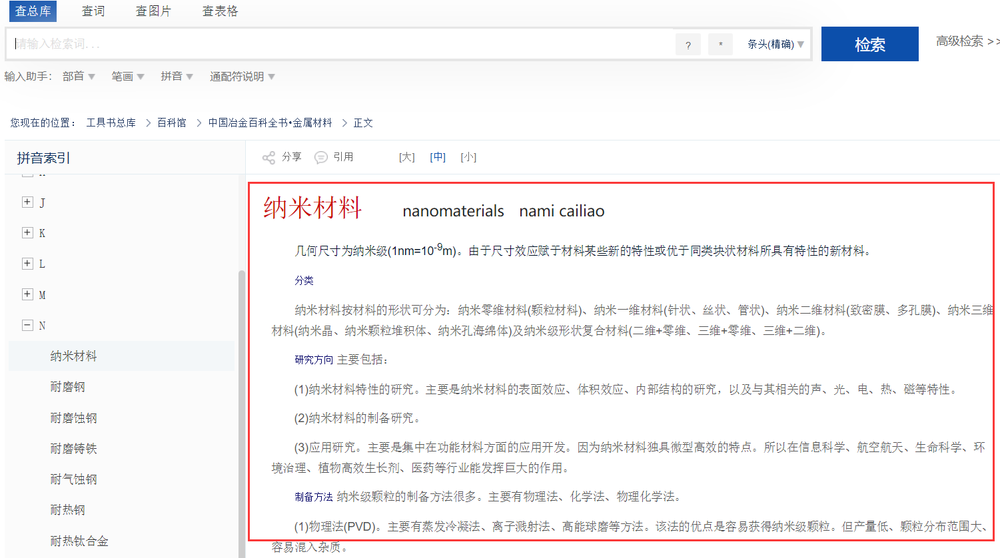 查总库 查词 查图片 查表格
请输入检索词... ? * 条头(精确) 检索 高级检索 >>
输入助手： 部首 笔画 拼音 通配符说明
您现在的位置： 工具书总库 > 百科馆 > 中国冶金百科全书•金属材料 > 正文
拼音索引
分享 引用 [大] [中] [小]
J
K
L
M
N
纳米材料
耐磨钢
耐磨蚀钢
耐磨铸铁
耐气蚀钢
耐热钢
耐热钛合金
纳米材料 nanomaterials nami cailiao
几何尺寸为纳米级(1nm=10-9m)。由于尺寸效应赋于材料某些新的特性或优于同类块状材料所具有特性的新材料。
分类
纳米材料按材料的形状可分为：纳米零维材料(颗粒材料)、纳米一维材料(针状、丝状、管状)、纳米二维材料(致密膜、多孔膜)、纳米三维
材料(纳米晶、纳米颗粒堆积体、纳米孔海绵体)及纳米级形状复合材料(二维+零维、三维+零维、三维+二维)。
研究方向 主要包括：
(1)纳米材料特性的研究。主要是纳米材料的表面效应、体积效应、内部结构的研究，以及与其相关的声、光、电、热、磁等特性。
(2)纳米材料的制备研究。
(3)应用研究。主要是集中在功能材料方面的应用开发。因为纳米材料独具微型高效的特点。所以在信息科学、航空航天、生命科学、环
境治理、植物高效生长剂、医药等行业能发挥巨大的作用。
制备方法 纳米级颗粒的制备方法很多。主要有物理法、化学法、物理化学法。
(1)物理法(PVD)。主要有蒸发冷凝法、离子溅射法、高能球磨等方法。该法的优点是容易获得纳米级颗粒。但产量低、颗粒分布范围大、
容易混入杂质。